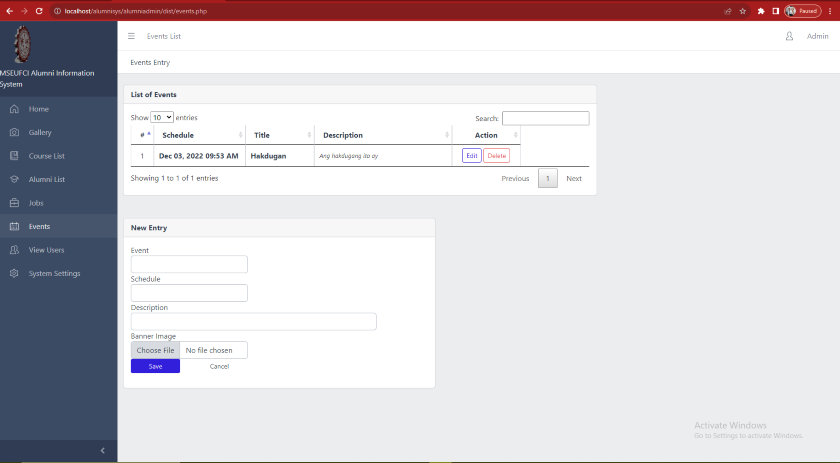 localhost/alumnisys/alumniadmin/dist/events.php
Paused
MSEUFCI Alumni Information
System
Home
Gallery
Course List
Alumni List
Jobs
Events
View Users
System Settings
Events List
Admin
Events Entry
List of Events
Show 10 entries
Search:
# Schedule Title Description Action
1 Dec 03, 2022 09:53 AM Hakdugan Ang hakdugang ito ay Edit Delete
Showing 1 to 1 of 1 entries
Previous 1 Next
New Entry
Event
Schedule
Description
Banner Image
Choose File No file chosen
Save Cancel
Activate Windows
Go to Settings to activate Windows.